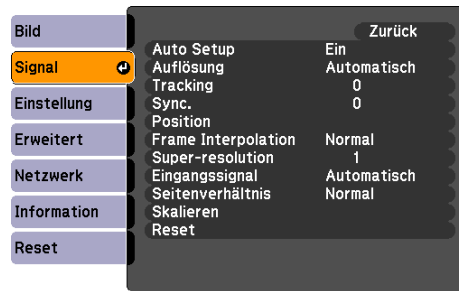 Bild
Signal
Einstellung
Erweitert
Netzwerk
Information
Reset
Zurück
Auto Setup Ein
Auflösung Automatisch
Tracking 0
Sync. 0
Position
Frame Interpolation Normal
Super-resolution 1
Eingangssignal Automatisch
Seitenverhältnis Normal
Skalieren
Reset